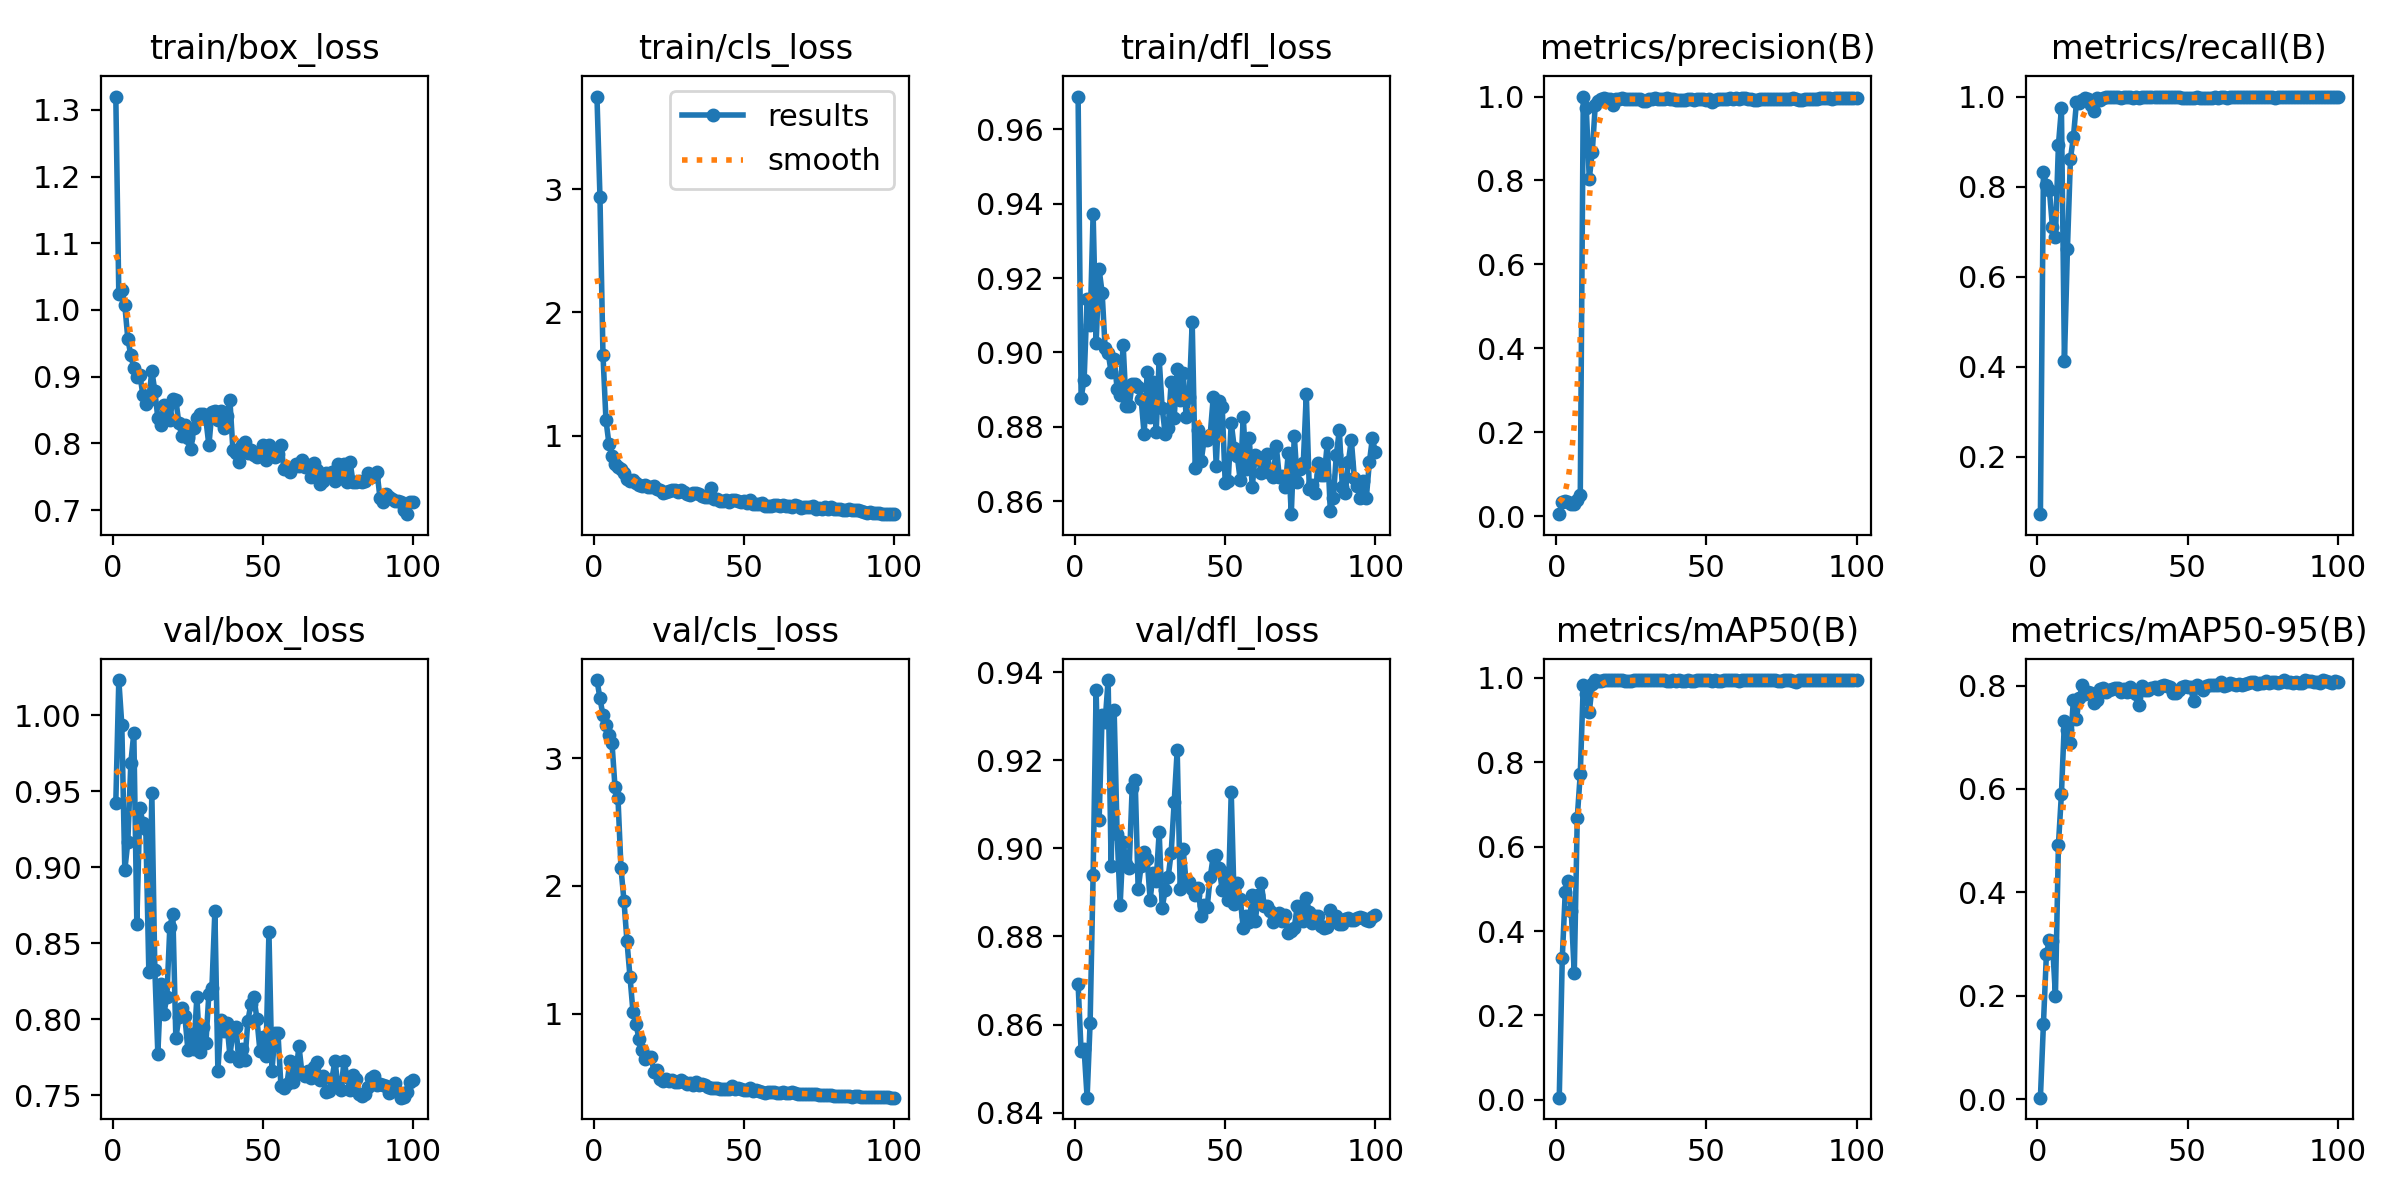 train/box_loss
1.3
1.2
1.1
1.0
0.9
0.8
0.7
0 50 100
train/cls_loss
results
smooth
3
2
1
0 50 100
train/dfl_loss
0.96
0.94
0.92
0.90
0.88
0.86
0 50 100
metrics/precision(B)
1.0
0.8
0.6
0.4
0.2
0.0
0 50 100
metrics/recall(B)
1.0
0.8
0.6
0.4
0.2
0 50 100
val/box_loss
1.00
0.95
0.90
0.85
0.80
0.75
0 50 100
val/cls_loss
3
2
1
0 50 100
val/dfl_loss
0.94
0.92
0.90
0.88
0.86
0.84
0 50 100
metrics/mAP50(B)
1.0
0.8
0.6
0.4
0.2
0.0
0 50 100
metrics/mAP50-95(B)
0.8
0.6
0.4
0.2
0.0
0 50 100